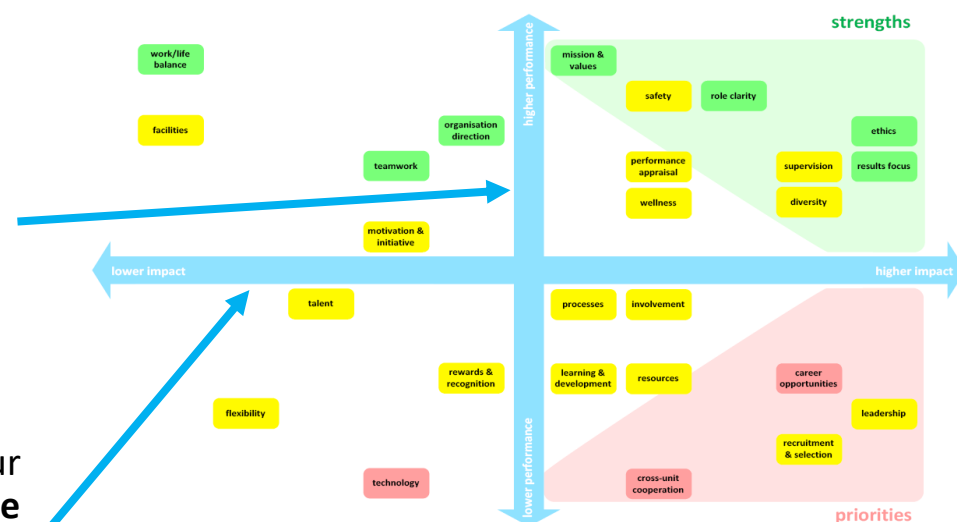 strengths
work/life
balance
mission &
values
higher performance
safety
role clarity
facilities
organisation
direction
ethics
teamwork
performance
appraisal
supervision
results focus
wellness
diversity
motivation &
initiative
lower impact
higher impact
talent
processes
involvement
rewards &
recognition
learning &
development
resources
career
opportunities
flexibility
leadership
recruitment
& selection
ur
e
technology
cross-unit
cooperation
lower performance
priorities